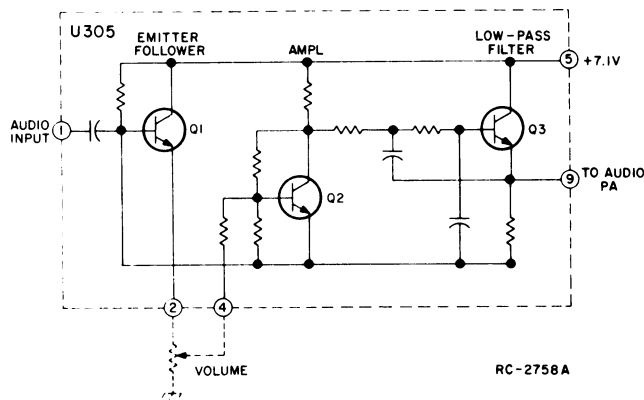 U305
EMITTER
FOLLOWER
AMPL
LOW-PASS
FILTER
5
+7.1V
AUDIO
INPUT
1
Q1
Q2
Q3
9
TO AUDIO
PA
2
4
VOLUME
RC-2758A